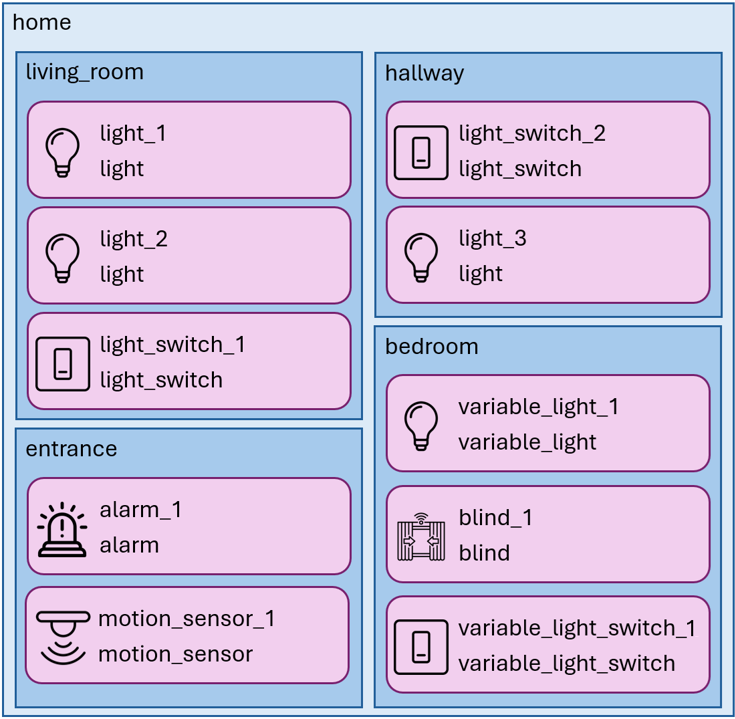 home
living_room
light_1
light
light_2
light
light_switch_1
light_switch
entrance
alarm_1
alarm
motion_sensor_1
motion_sensor
hallway
light_switch_2
light_switch
light_3
light
bedroom
variable_light_1
variable_light
blind_1
blind
variable_light_switch_1
variable_light_switch